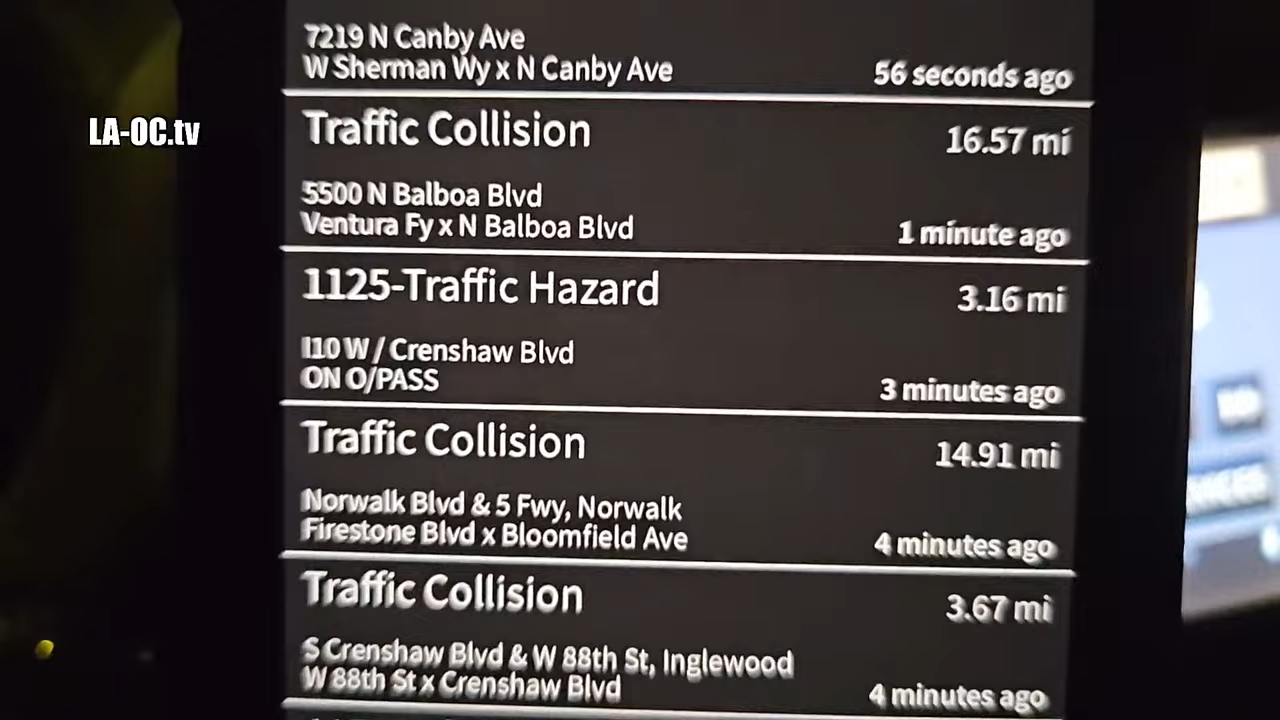 7219 N Canby Ave
W Sherman Wy x N Canby Ave
56 seconds ago
LA-OC.tv
Traffic Collision
16.57 mi
5500 N Balboa Blvd
Ventura Fy x N Balboa Blvd
1 minute ago
1125-Traffic Hazard
3.16 mi
I10 W / Crenshaw Blvd
ON O/PASS
3 minutes ago
Traffic Collision
14.91 mi
Norwalk Blvd & 5 Fwy, Norwalk
Firestone Blvd x Bloomfield Ave
4 minutes ago
Traffic Collision
3.67 mi
S Crenshaw Blvd & W 88th St, Inglewood
W 88th St x Crenshaw Blvd
4 minutes ago